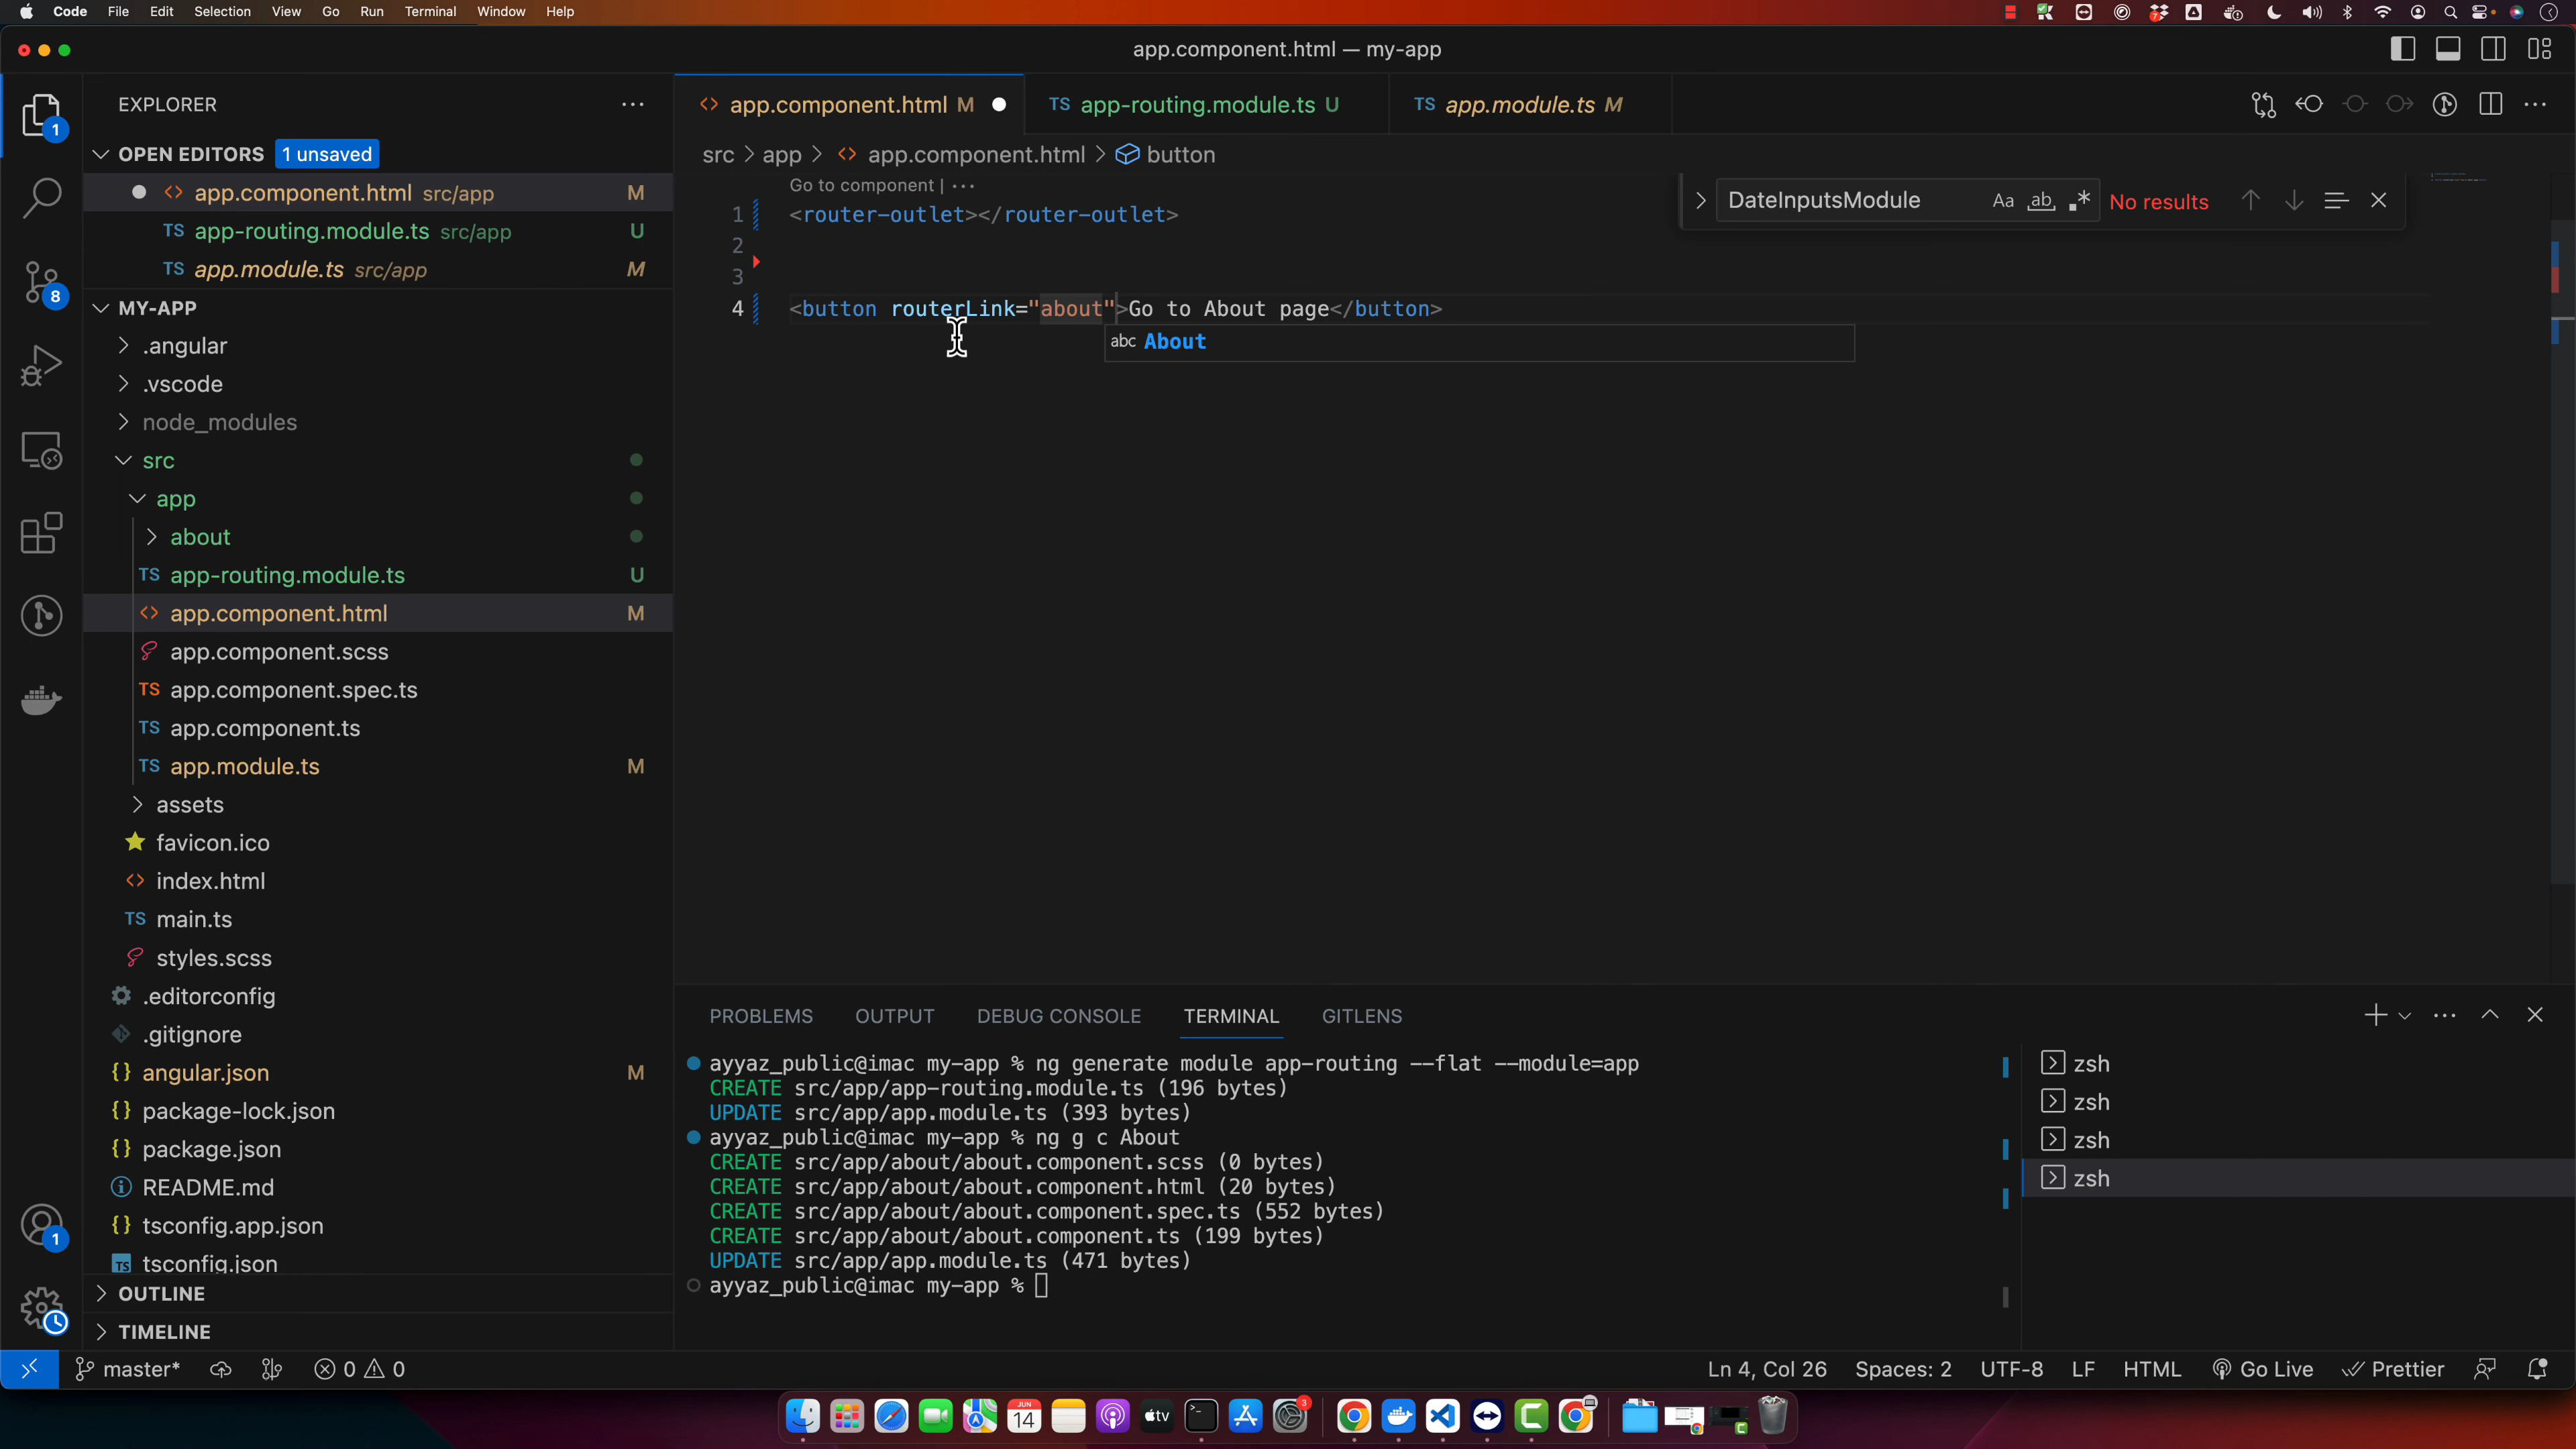 Code File Edit Selection View Go Run Terminal Window Help
app.component.html — my-app
EXPLORER
OPEN EDITORS 1 unsaved
app.component.html src/app M
TS app-routing.module.ts src/app U
TS app.module.ts src/app M
MY-APP
.angular
.vscode
node_modules
src
app
about
TS app-routing.module.ts U
app.component.html M
app.component.scss
TS app.component.spec.ts
TS app.component.ts
TS app.module.ts M
assets
favicon.ico
index.html
TS main.ts
styles.scss
.editorconfig
.gitignore
{} angular.json M
{} package-lock.json
{} package.json
README.md
{} tsconfig.app.json
TS tsconfig.json
OUTLINE
TIMELINE
1
8
1
app.component.html M
TS app-routing.module.ts U
TS app.module.ts M
src > app > app.component.html > button
Go to component | ...
DateInputsModule Aa ab .* No results
1 <router-outlet></router-outlet>
2
3
4 <button routerLink="about">Go to About page</button>
abc About
PROBLEMS OUTPUT DEBUG CONSOLE TERMINAL GITLENS
ayyaz_public@imac my-app % ng generate module app-routing --flat --module=app
CREATE src/app/app-routing.module.ts (196 bytes)
UPDATE src/app/app.module.ts (393 bytes)
ayyaz_public@imac my-app % ng g c About
CREATE src/app/about/about.component.scss (0 bytes)
CREATE src/app/about/about.component.html (20 bytes)
CREATE src/app/about/about.component.spec.ts (552 bytes)
CREATE src/app/about/about.component.ts (199 bytes)
UPDATE src/app/app.module.ts (471 bytes)
ayyaz_public@imac my-app %
zsh
zsh
zsh
zsh
master* 0 0 Ln 4, Col 26 Spaces: 2 UTF-8 LF HTML Go Live Prettier
JUN
14
tv
3